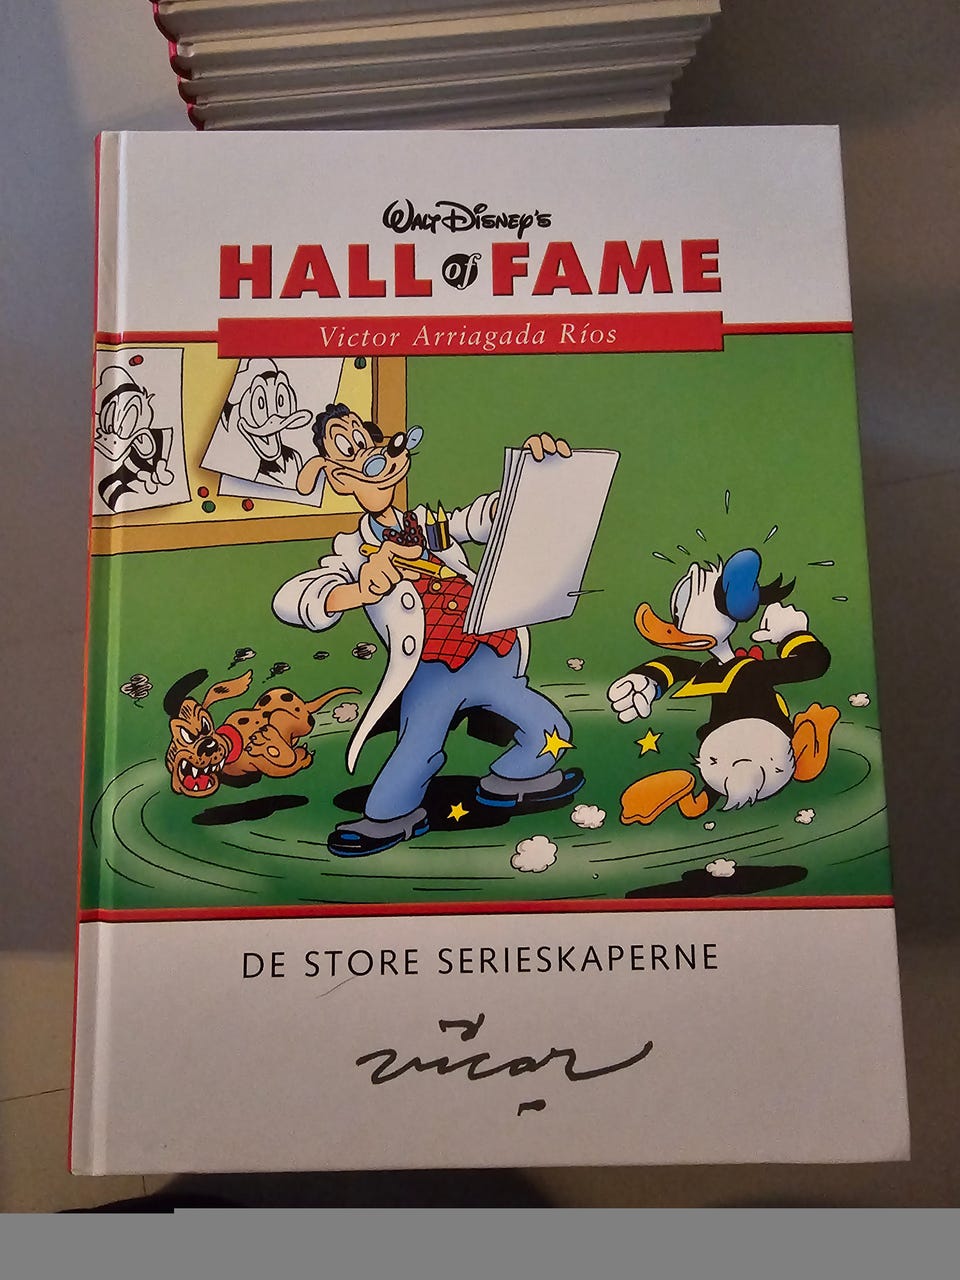 Walt Disney's
HALL of FAME
Victor Arriagada Ríos
DE STORE SERIESKAPERNE
vicar